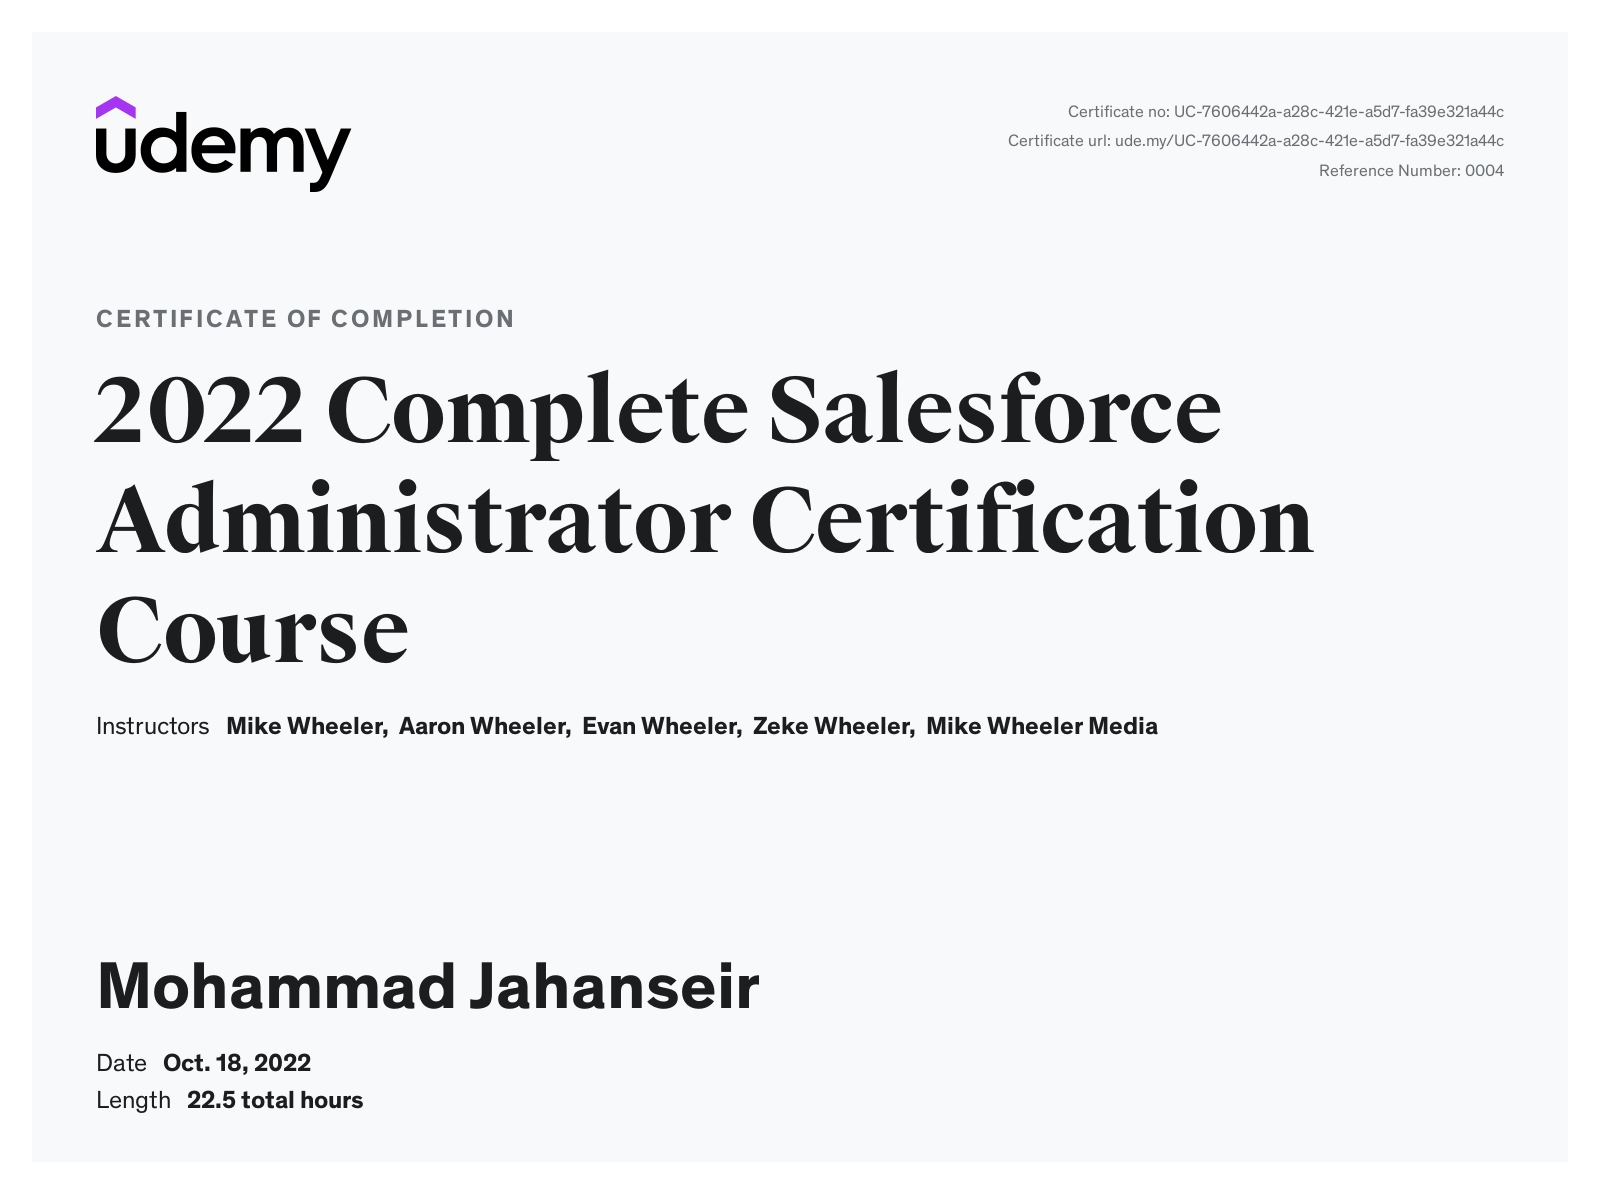 udemy
Certificate no: UC-7606442a-a28c-421e-a5d7-fa39e321a44c
Certificate url: ude.my/UC-7606442a-a28c-421e-a5d7-fa39e321a44c
Reference Number: 0004
CERTIFICATE OF COMPLETION
2022 Complete Salesforce
Administrator Certification
Course
Instructors Mike Wheeler, Aaron Wheeler, Evan Wheeler, Zeke Wheeler, Mike Wheeler Media
Mohammad Jahanseir
Date Oct. 18, 2022
Length 22.5 total hours